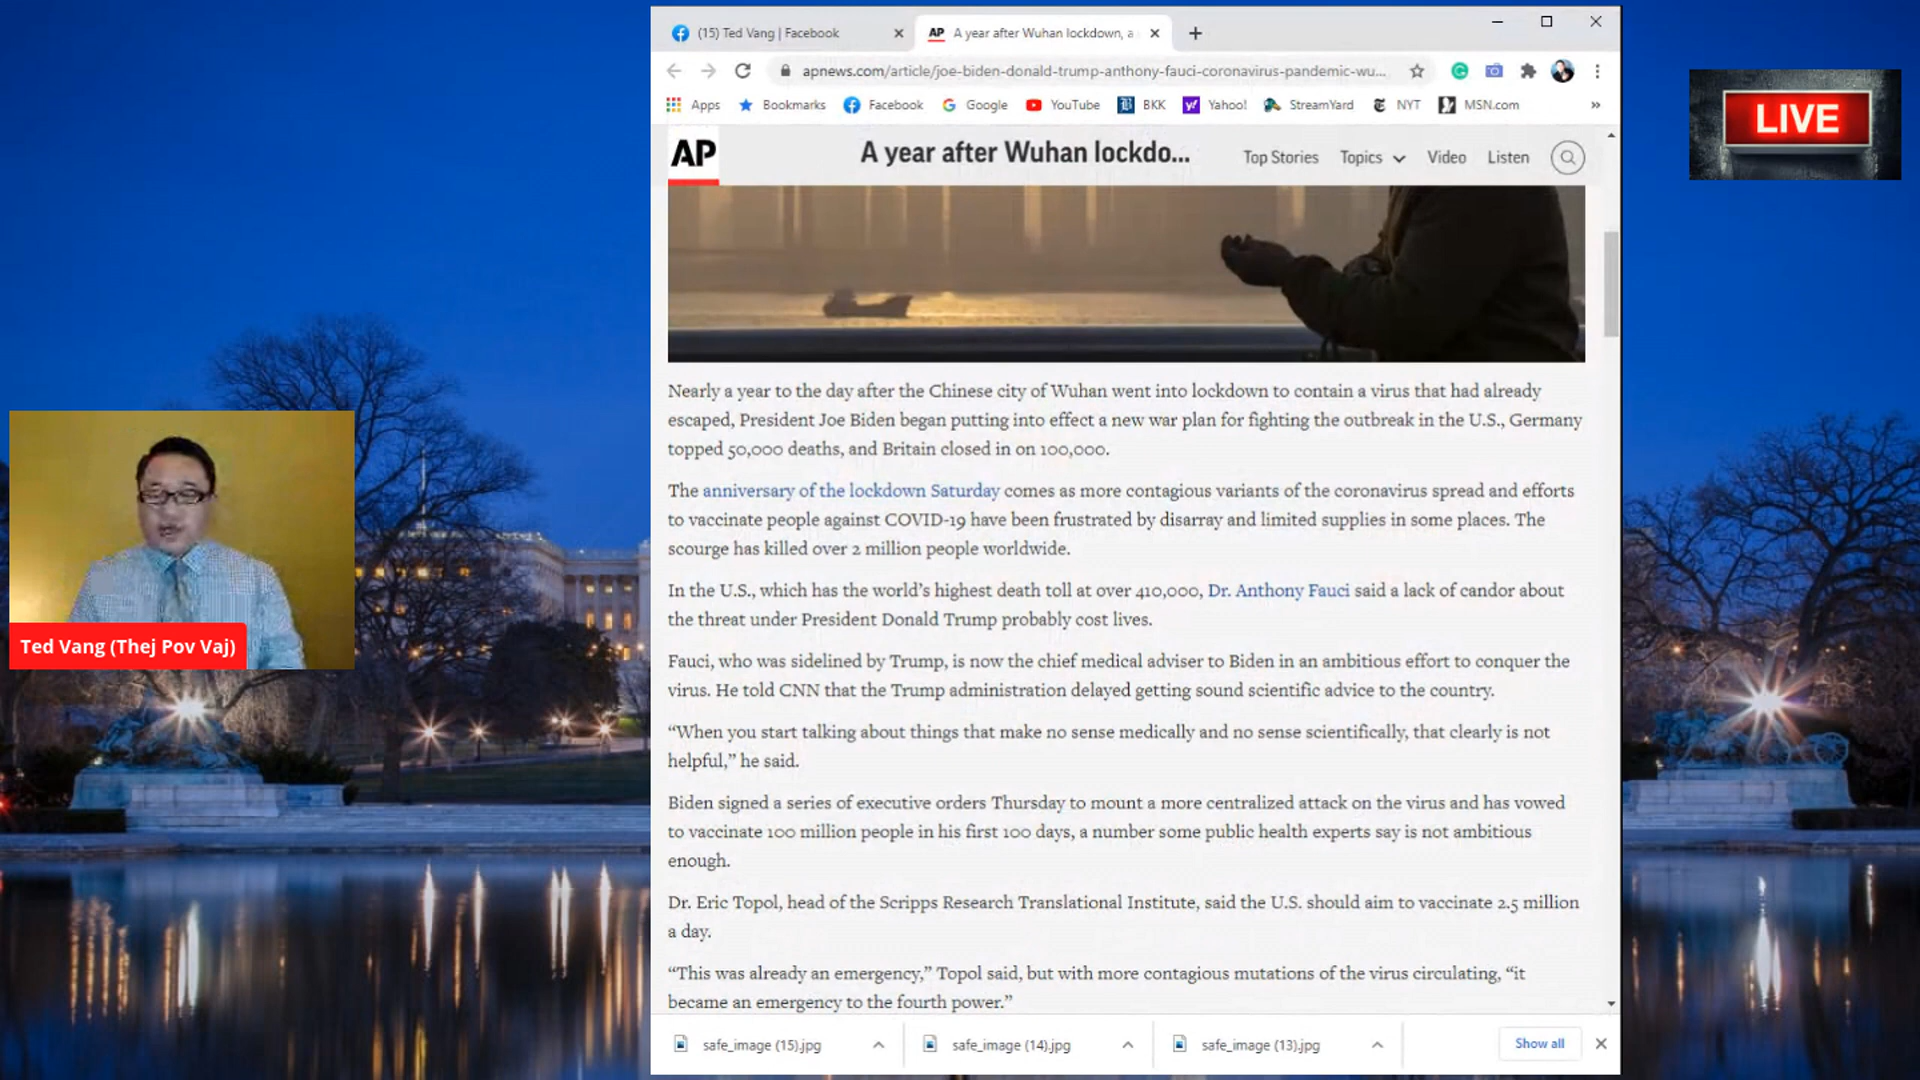 (15) Ted Vang | Facebook
A year after Wuhan lockdown, a
apnews.com/article/joe-biden-donald-trump-anthony-fauci-coronavirus-pandemic-wu...
Apps
Bookmarks
Facebook
Google
YouTube
BKK
Yahoo!
StreamYard
NYT
MSN.com
AP
A year after Wuhan lockdo...
Top Stories
Topics
Video
Listen
LIVE
Nearly a year to the day after the Chinese city of Wuhan went into lockdown to contain a virus that had already
escaped, President Joe Biden began putting into effect a new war plan for fighting the outbreak in the U.S., Germany
topped 50,000 deaths, and Britain closed in on 100,000.
The anniversary of the lockdown Saturday comes as more contagious variants of the coronavirus spread and efforts
to vaccinate people against COVID-19 have been frustrated by disarray and limited supplies in some places. The
scourge has killed over 2 million people worldwide.
In the U.S., which has the world's highest death toll at over 410,000, Dr. Anthony Fauci said a lack of candor about
the threat under President Donald Trump probably cost lives.
Fauci, who was sidelined by Trump, is now the chief medical adviser to Biden in an ambitious effort to conquer the
virus. He told CNN that the Trump administration delayed getting sound scientific advice to the country.
“When you start talking about things that make no sense medically and no sense scientifically, that clearly is not
helpful,” he said.
Biden signed a series of executive orders Thursday to mount a more centralized attack on the virus and has vowed
to vaccinate 100 million people in his first 100 days, a number some public health experts say is not ambitious
enough.
Dr. Eric Topol, head of the Scripps Research Translational Institute, said the U.S. should aim to vaccinate 2.5 million
a day.
“This was already an emergency,” Topol said, but with more contagious mutations of the virus circulating, “it
became an emergency to the fourth power.”
Ted Vang (Thej Pov Vaj)
safe_image (15).jpg
safe_image (14).jpg
safe_image (13).jpg
Show all